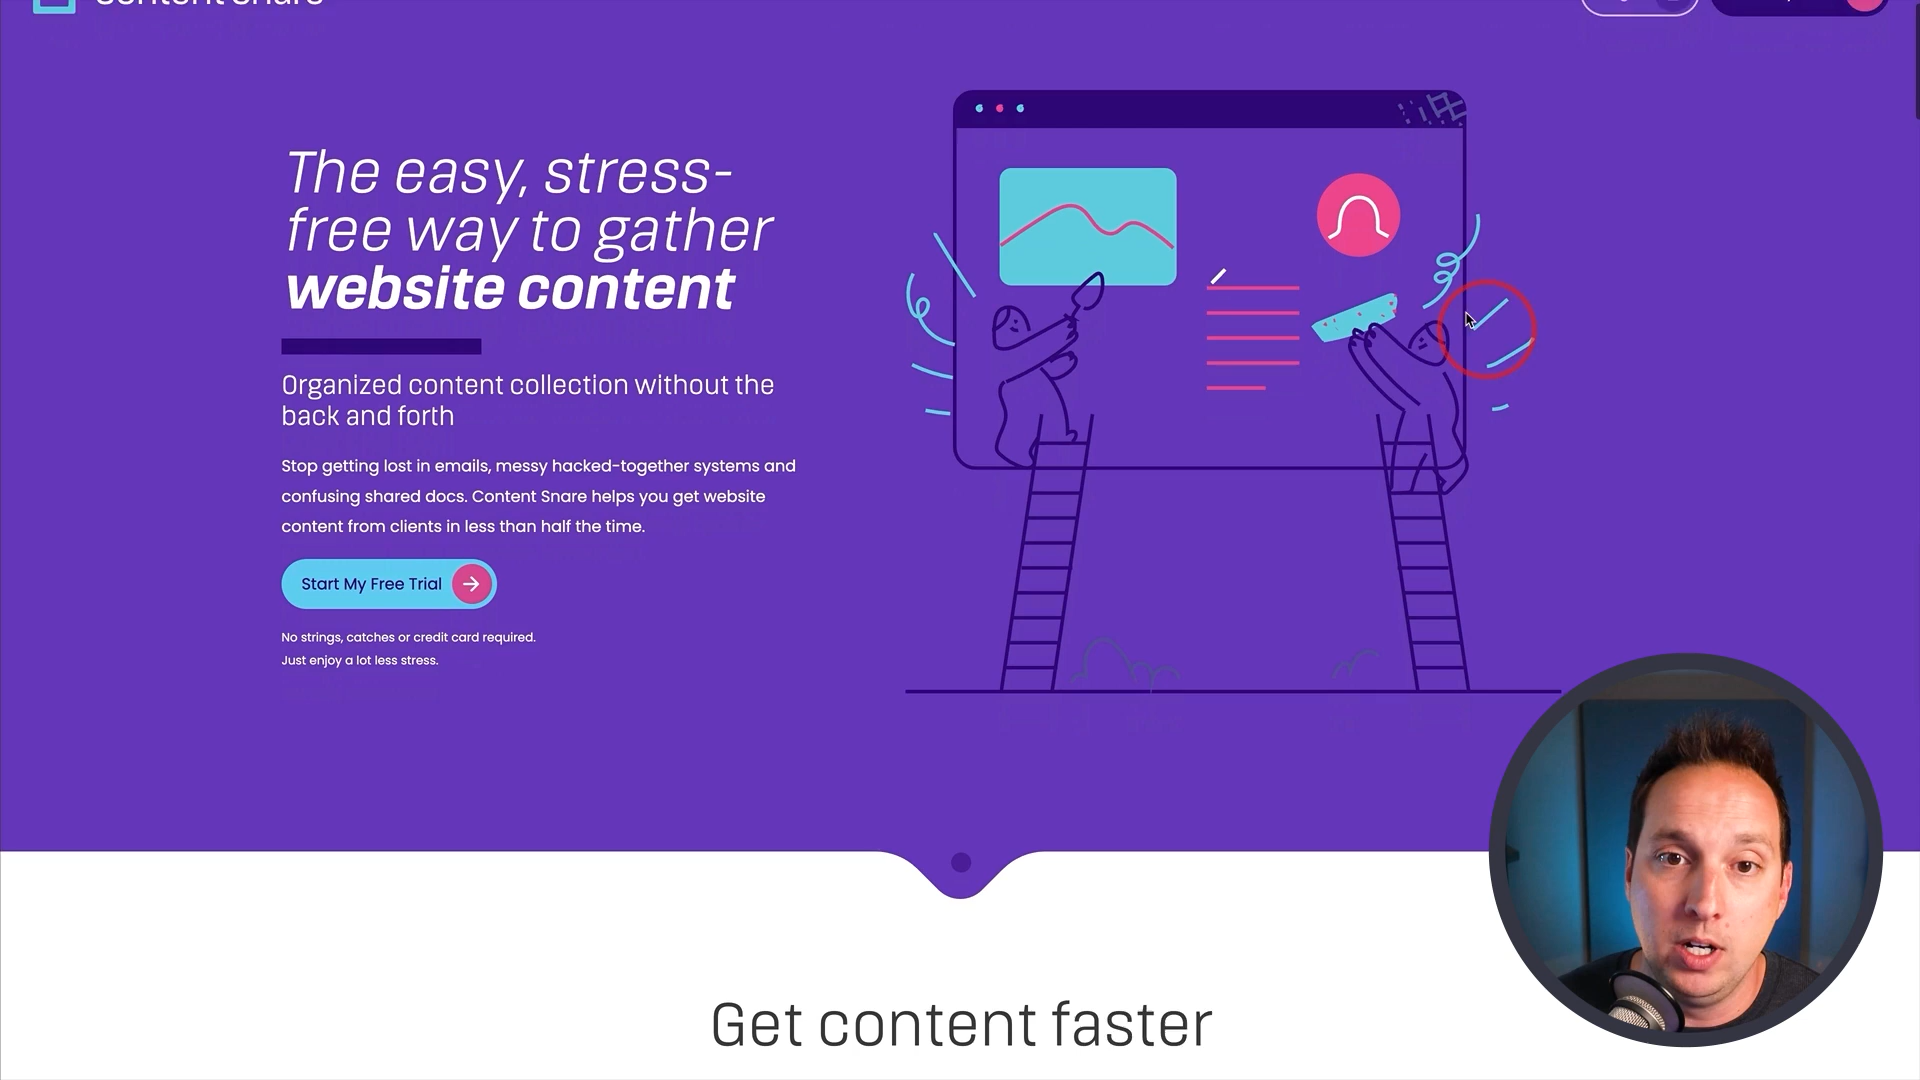 Content Snare
The easy, stress-
free way to gather
website content
Organized content collection without the
back and forth
Stop getting lost in emails, messy hacked-together systems and
confusing shared docs. Content Snare helps you get website
content from clients in less than half the time.
Start My Free Trial
No strings, catches or credit card required.
Just enjoy a lot less stress.
Get content faster